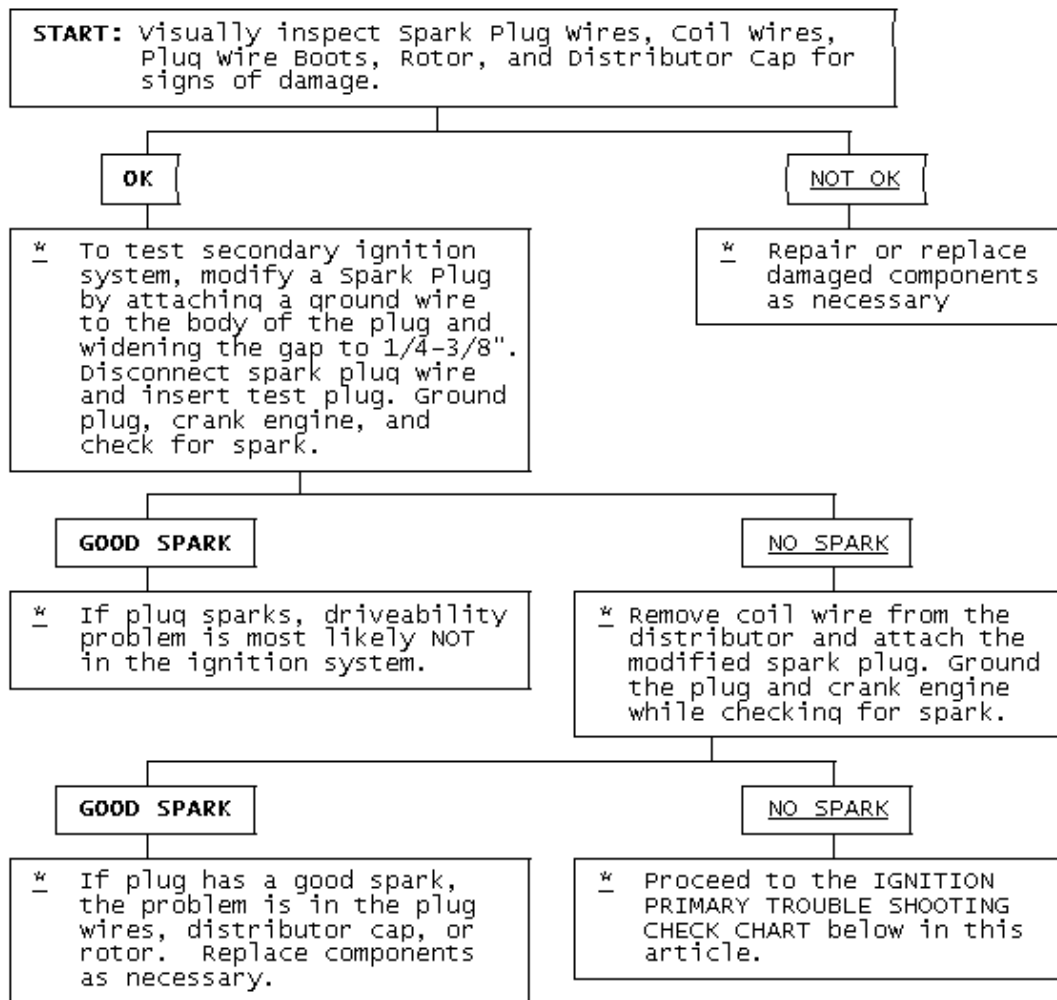 START: Visually inspect Spark Plug Wires, Coil Wires,
Plug Wire Boots, Rotor, and Distributor Cap for
signs of damage.
OK
NOT OK
* To test secondary ignition
system, modify a Spark Plug
by attaching a ground wire
to the body of the plug and
widening the gap to 1/4-3/8".
Disconnect spark plug wire
and insert test plug. Ground
plug, crank engine, and
check for spark.
* Repair or replace
damaged components
as necessary
GOOD SPARK
NO SPARK
* If plug sparks, driveability
problem is most likely NOT
in the ignition system.
* Remove coil wire from the
distributor and attach the
modified spark plug. Ground
the plug and crank engine
while checking for spark.
GOOD SPARK
NO SPARK
* If plug has a good spark,
the problem is in the plug
wires, distributor cap, or
rotor. Replace components
as necessary.
* Proceed to the IGNITION
PRIMARY TROUBLE SHOOTING
CHECK CHART below in this
article.